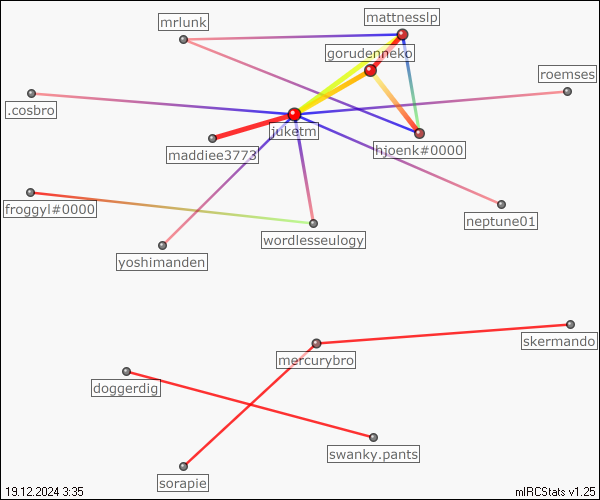 mrlunk
mattnesslp
gorudenneko
roemses
.cosbro
juketm
maddiee3773
hjoenk#0000
froggyl#0000
neptune01
wordlesseulogy
yoshimanden
skermando
mercurybro
doggerdig
swanky.pants
sorapie
19.12.2024 3:35
mIRCStats v1.25